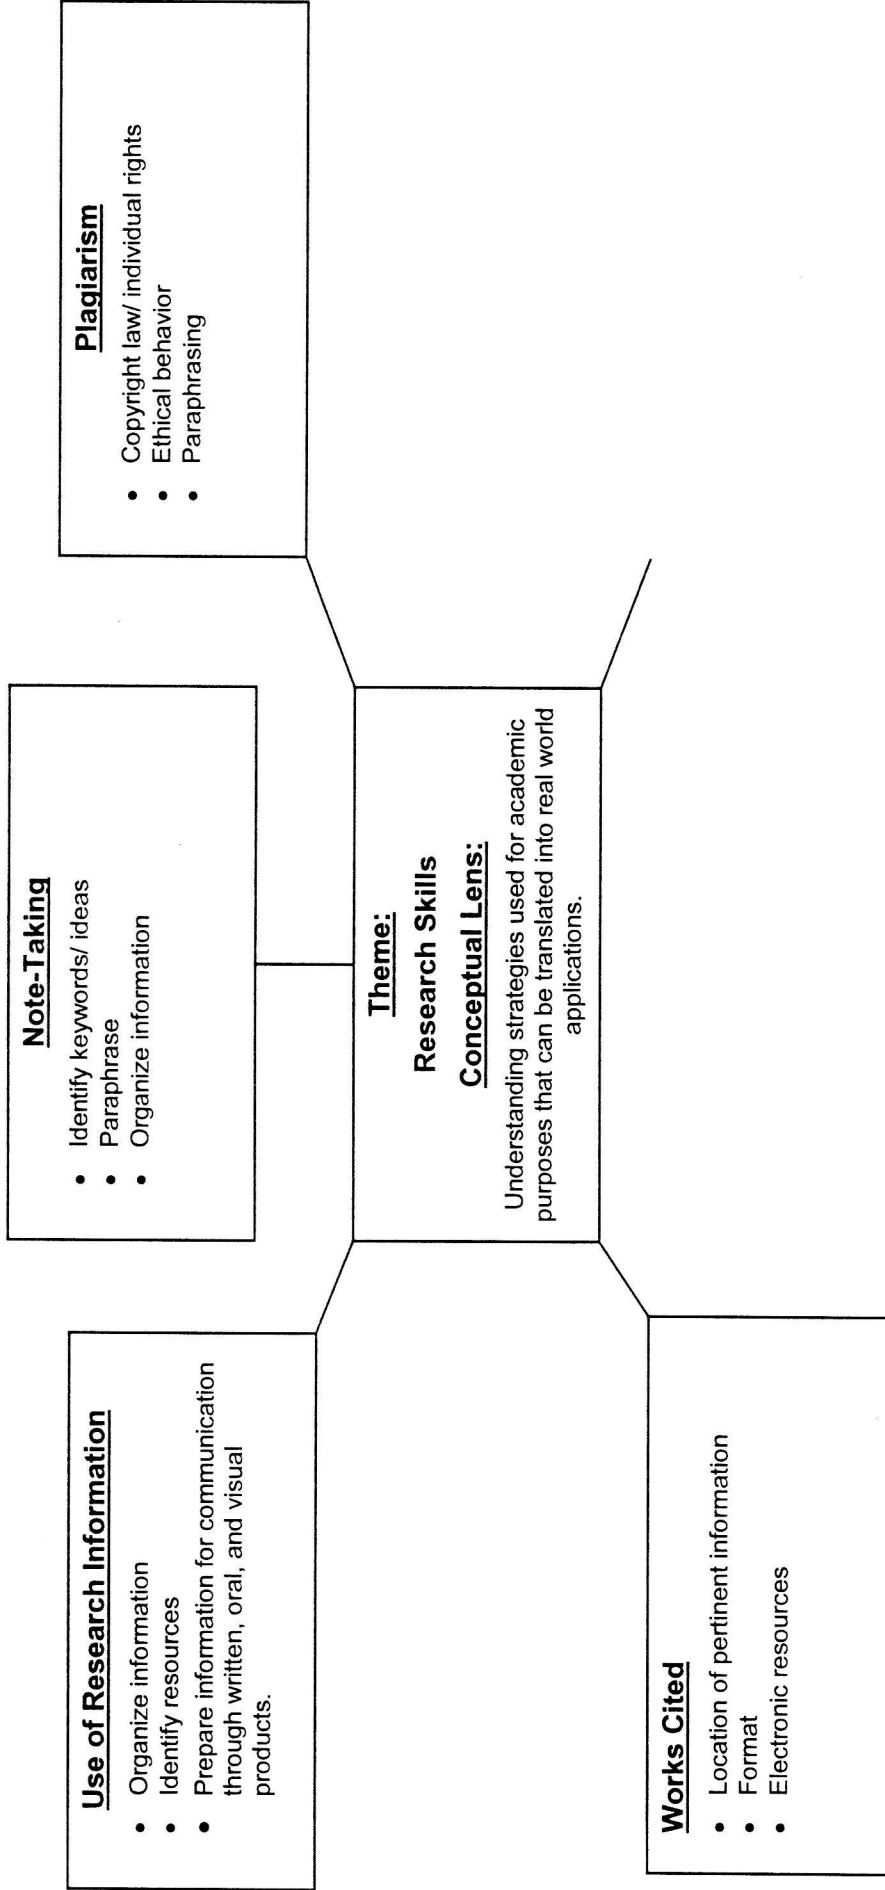 Use of Research Information
• Organize information
• Identify resources
• Prepare information for communication
through written, oral, and visual
products.
Note-Taking
• Identify keywords/ ideas
• Paraphrase
• Organize information
Plagiarism
• Copyright law/ individual rights
• Ethical behavior
• Paraphrasing
Theme:
Research Skills
Conceptual Lens:
Understanding strategies used for academic
purposes that can be translated into real world
applications.
Works Cited
• Location of pertinent information
• Format
• Electronic resources